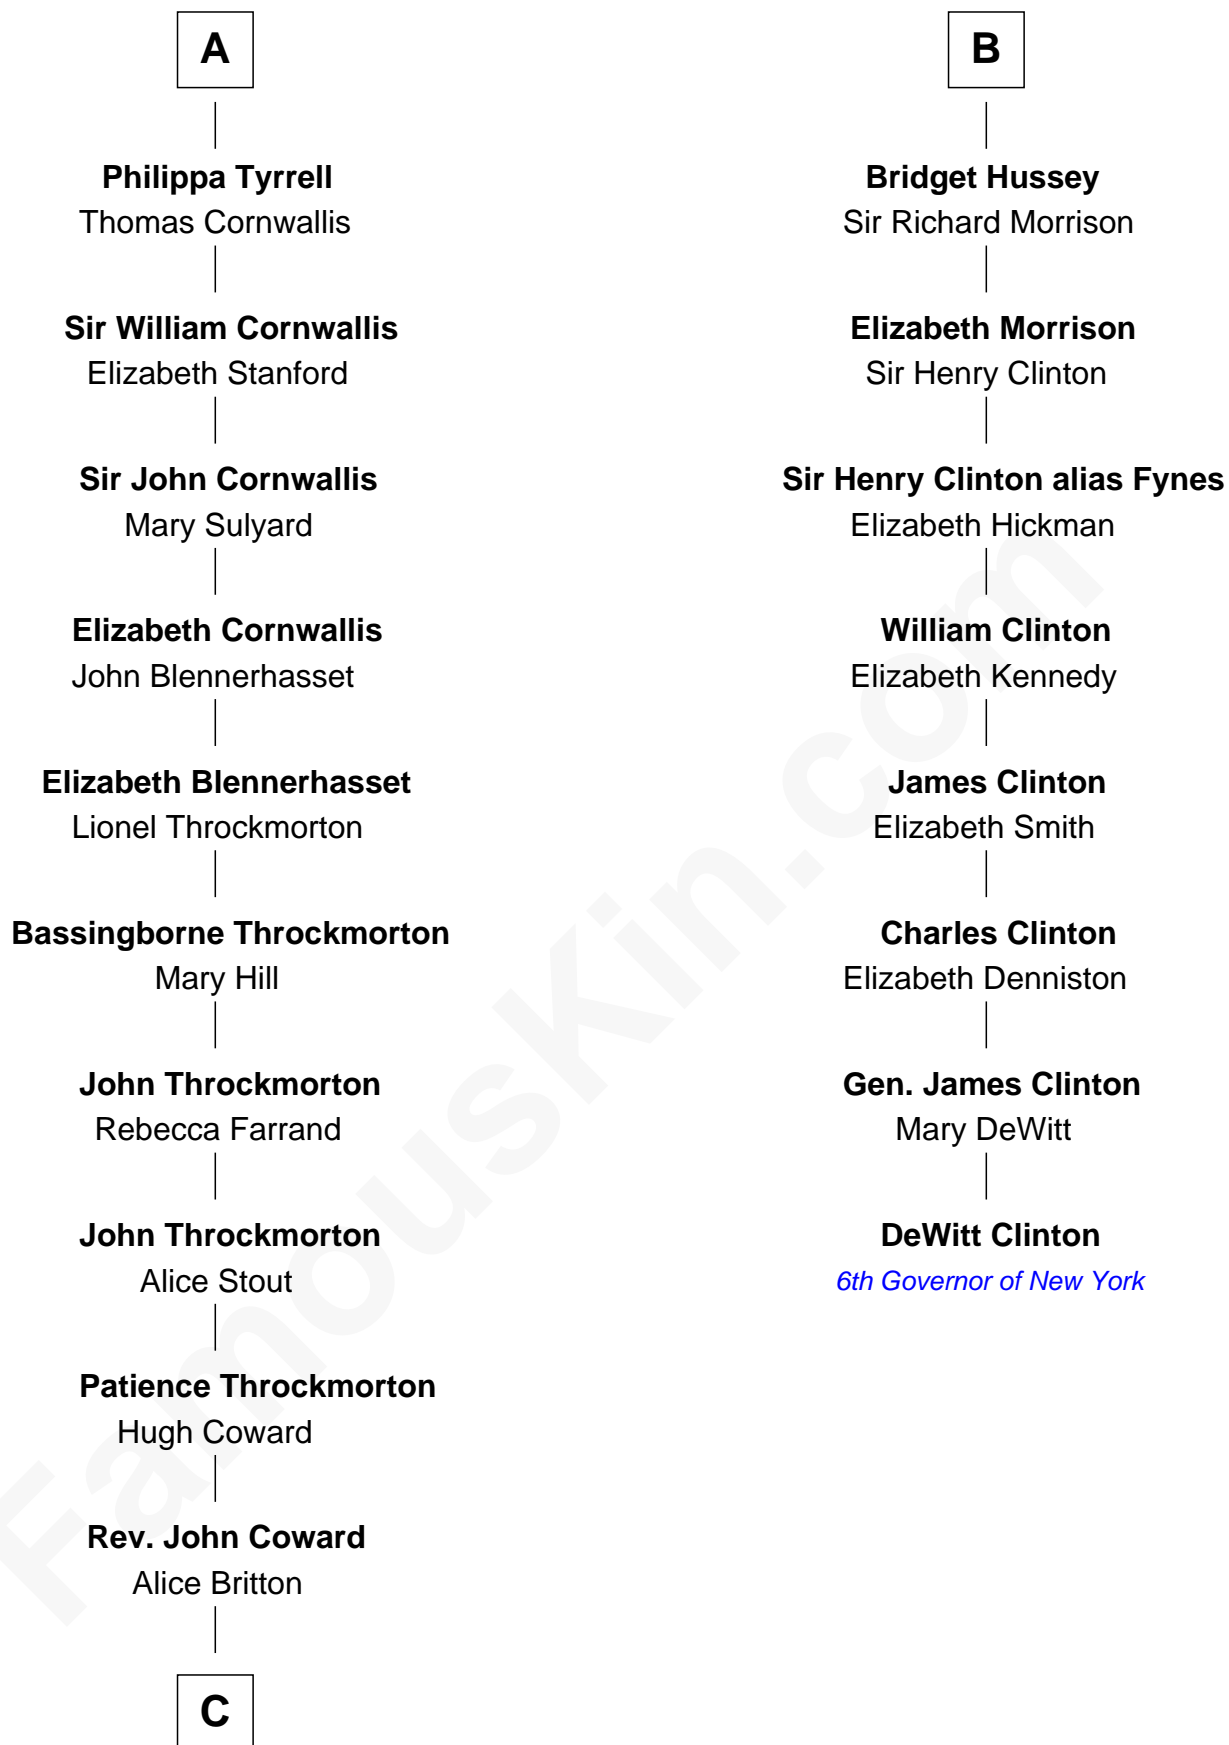 A
Philippa Tyrrell
Thomas Cornwallis
Sir William Cornwallis
Elizabeth Stanford
Sir John Cornwallis
Mary Sulyard
Elizabeth Cornwallis
John Blennerhasset
Elizabeth Blennerhasset
Lionel Throckmorton
Bassingborne Throckmorton
Mary Hill
John Throckmorton
Rebecca Farrand
John Throckmorton
Alice Stout
Patience Throckmorton
Hugh Coward
Rev. John Coward
Alice Britton
C
B
Bridget Hussey
Sir Richard Morrison
Elizabeth Morrison
Sir Henry Clinton
Sir Henry Clinton alias Fynes
Elizabeth Hickman
William Clinton
Elizabeth Kennedy
James Clinton
Elizabeth Smith
Charles Clinton
Elizabeth Denniston
Gen. James Clinton
Mary DeWitt
DeWitt Clinton
6th Governor of New York
FamousKin.com